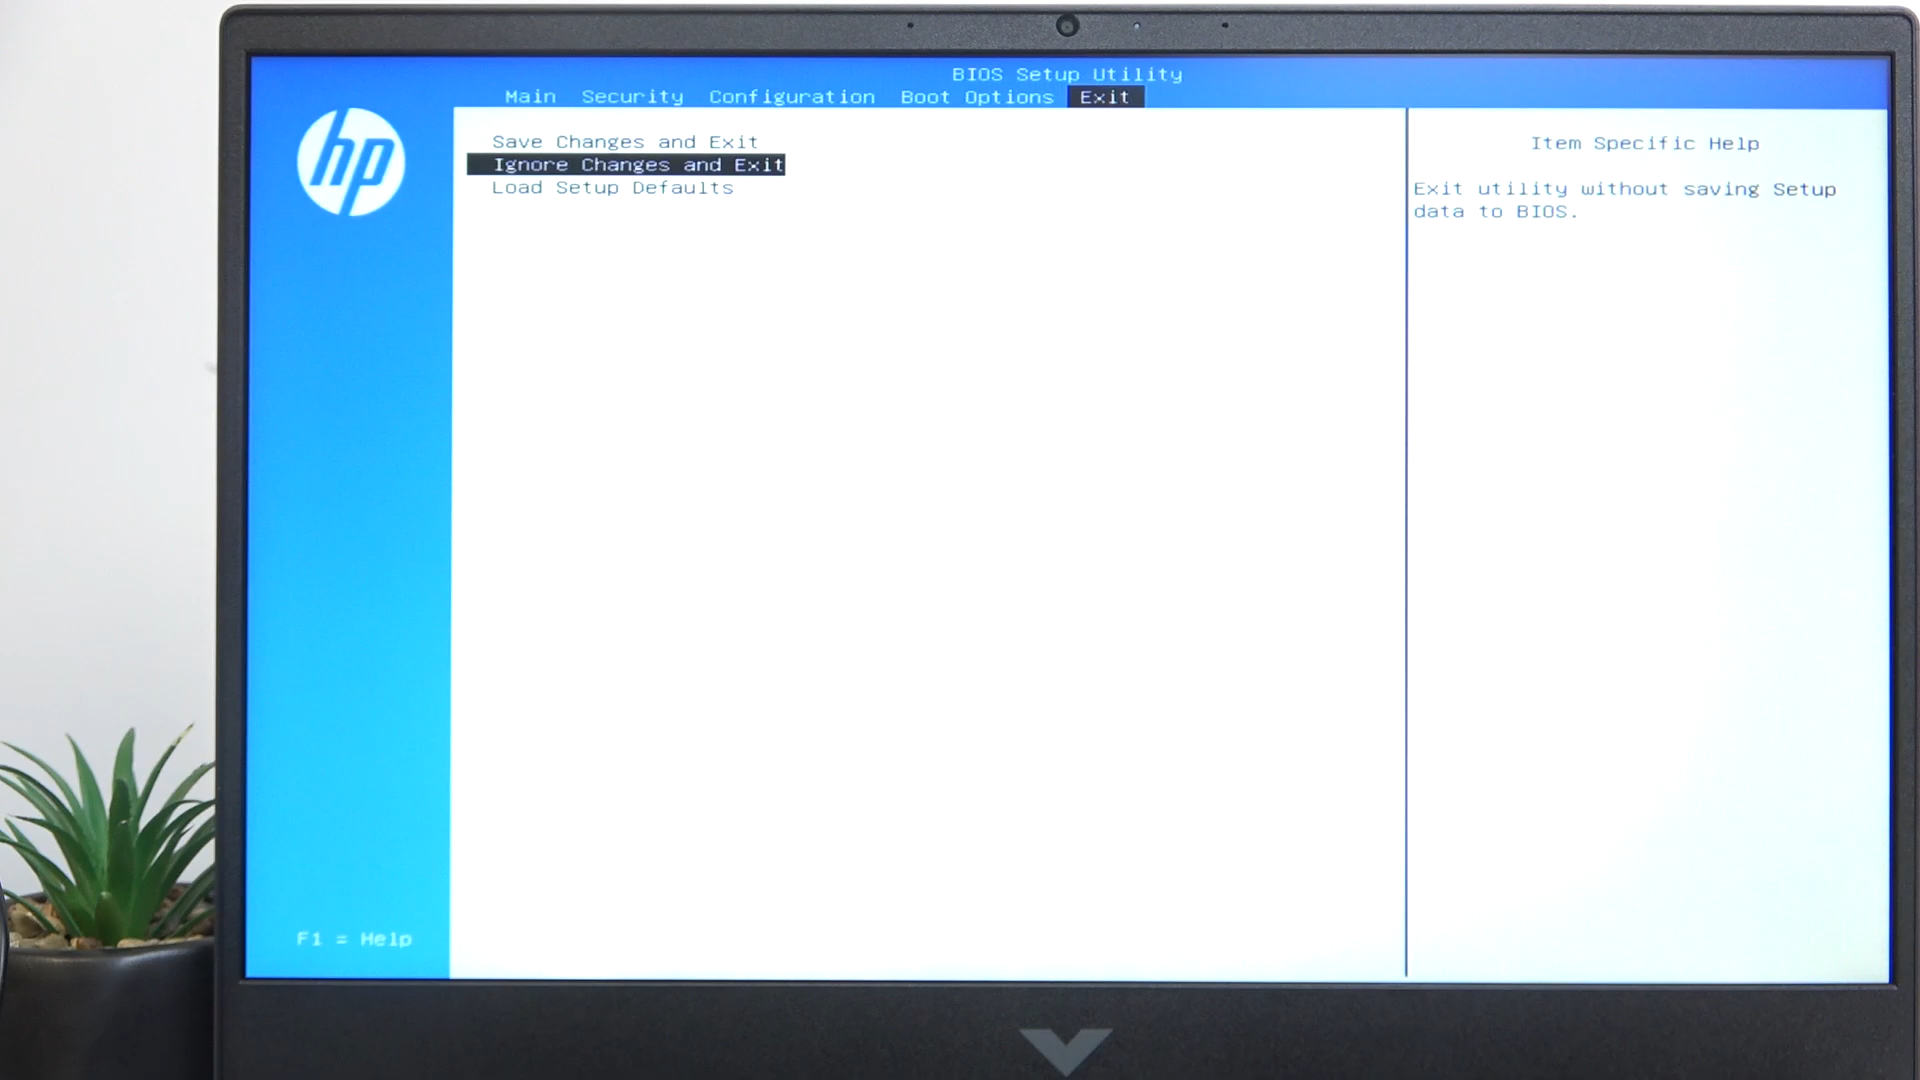 BIOS Setup Utility
Main Security Configuration Boot Options Exit
hp
Save Changes and Exit
Ignore Changes and Exit
Load Setup Defaults
Item Specific Help
Exit utility without saving Setup
data to BIOS.
F1 = Help